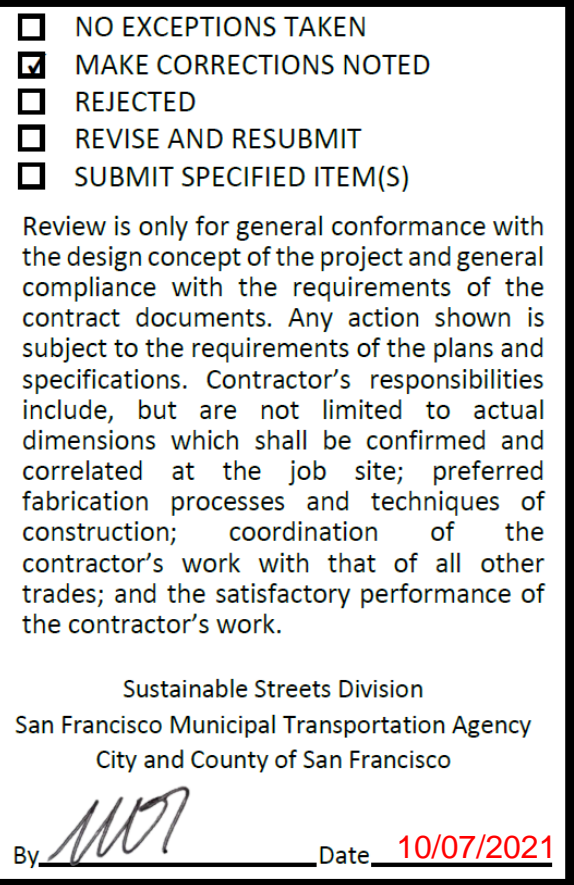 NO EXCEPTIONS TAKEN
MAKE CORRECTIONS NOTED
REJECTED
REVISE AND RESUBMIT
SUBMIT SPECIFIED ITEM(S)
Review is only for general conformance with
the design concept of the project and general
compliance with the requirements of the
contract documents. Any action shown is
subject to the requirements of the plans and
specifications. Contractor’s responsibilities
include, but are not limited to actual
dimensions which shall be confirmed and
correlated at the job site; preferred
fabrication processes and techniques of
construction; coordination of the
contractor’s work with that of all other
trades; and the satisfactory performance of
the contractor’s work.
Sustainable Streets Division
San Francisco Municipal Transportation Agency
City and County of San Francisco
By Date 10/07/2021